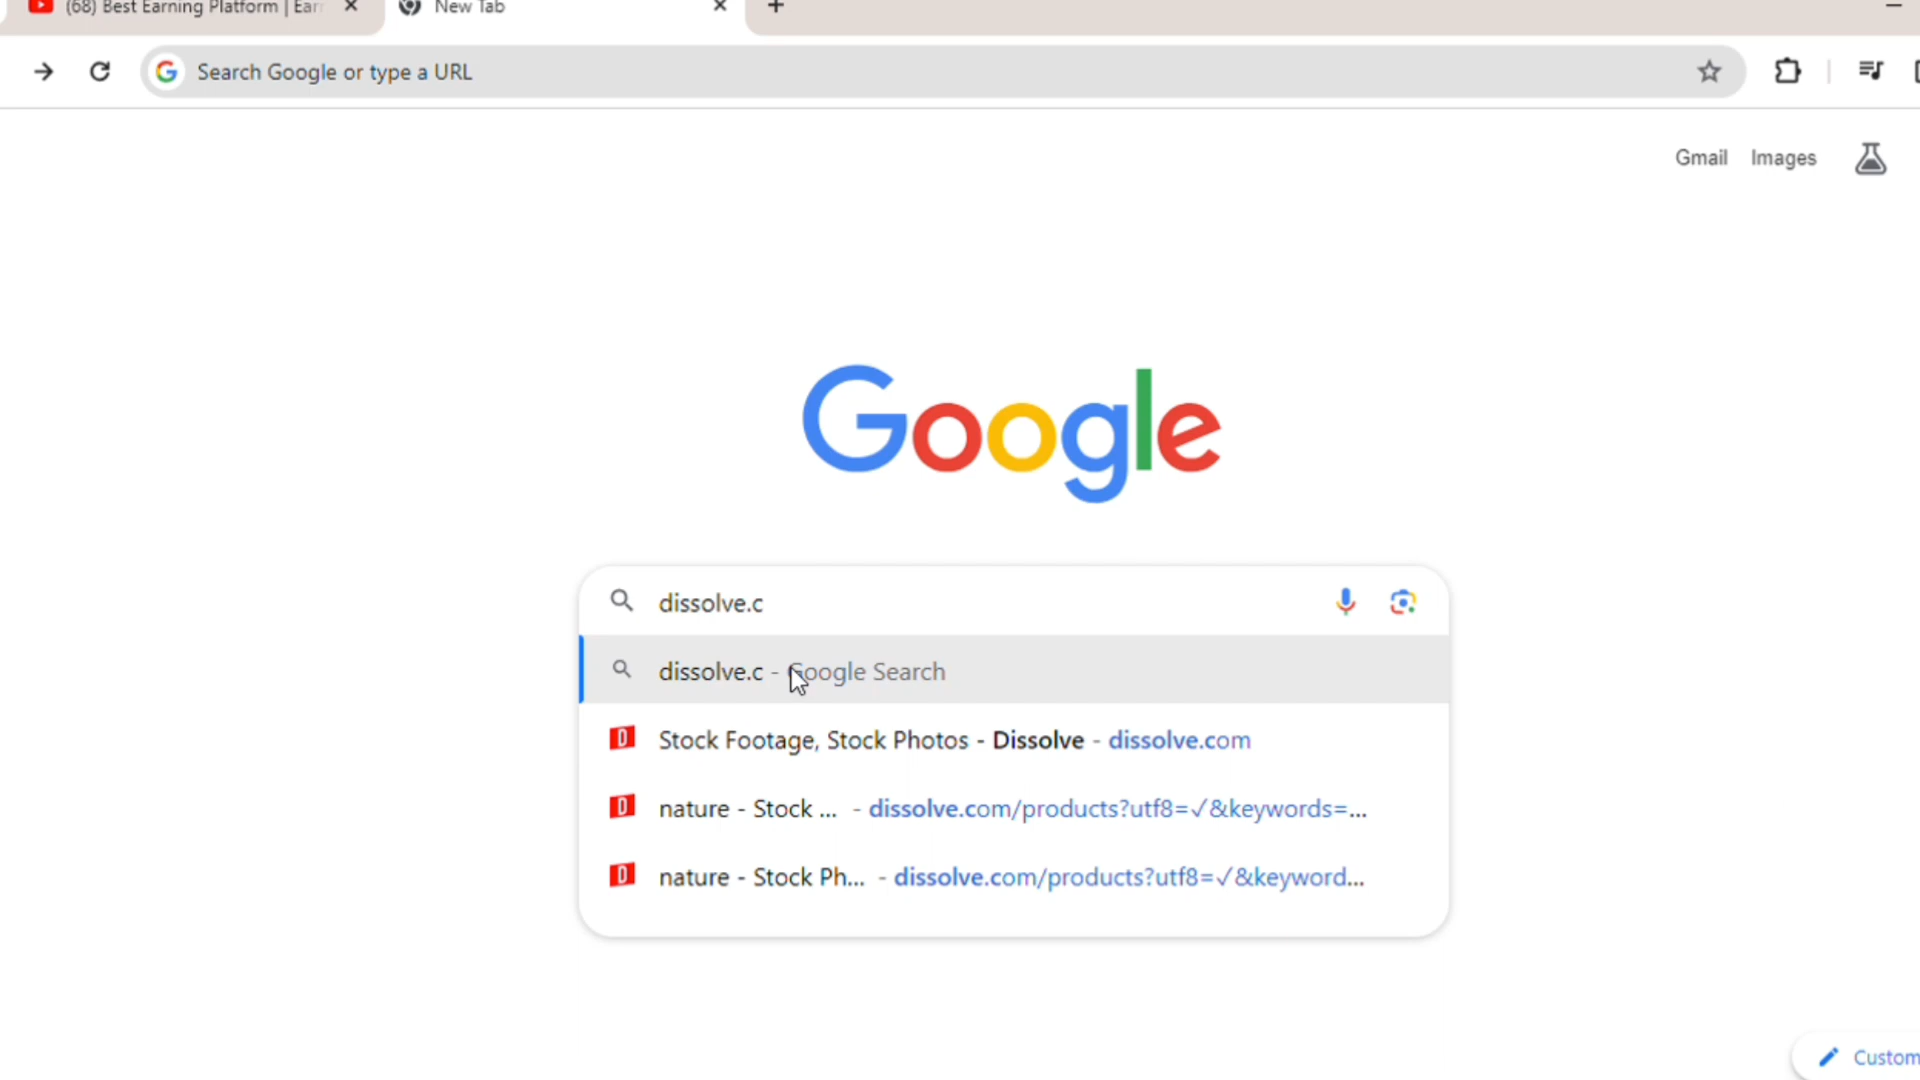 (68) Best Earning Platform | Ear
New Tab
Search Google or type a URL
Gmail Images
Google
dissolve.c
dissolve.c - Google Search
Stock Footage, Stock Photos - Dissolve - dissolve.com
nature - Stock ... - dissolve.com/products?utf8=✓&keywords=...
nature - Stock Ph... - dissolve.com/products?utf8=✓&keyword...
Custom